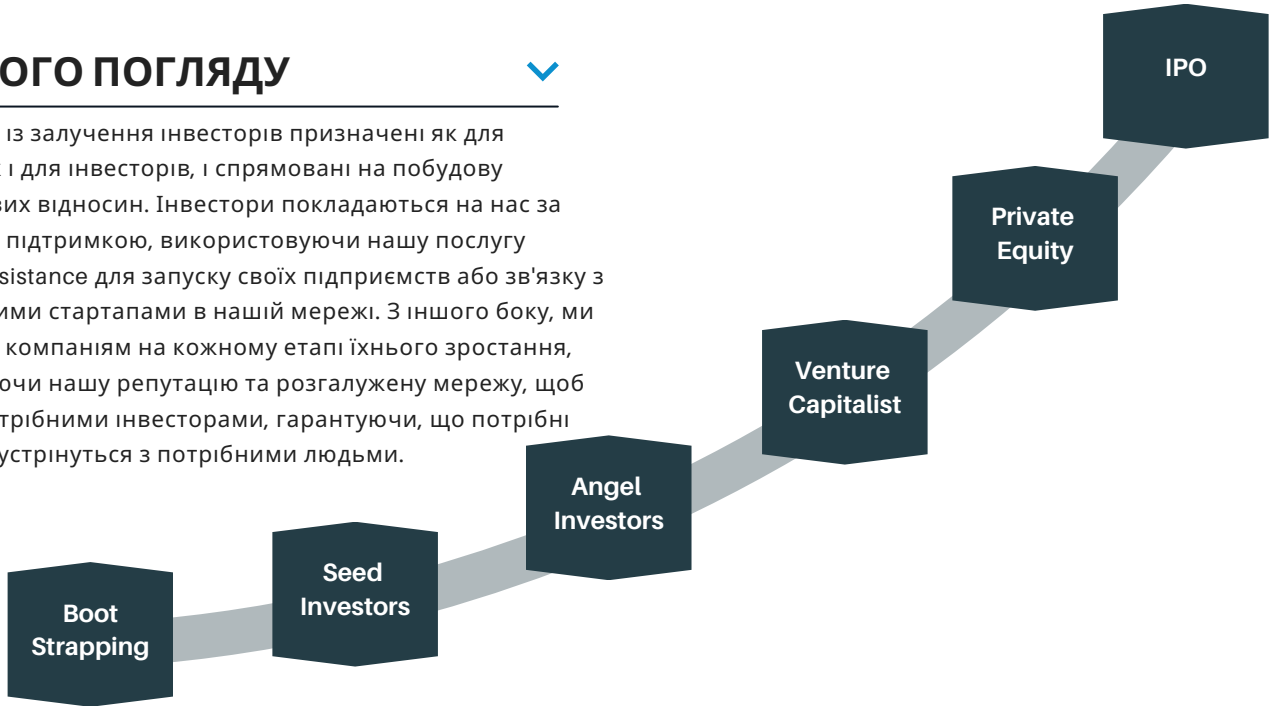 ОГО ПОГЛЯДУ
із залучення інвесторів призначені як для
і для інвесторів, і спрямовані на побудову
вих відносин. Інвестори покладаються на нас за
підтримкою, використовуючи нашу послугу
sistance для запуску своїх підприємств або зв'язку з
ими стартапами в нашій мережі. З іншого боку, ми
компаніям на кожному етапі їхнього зростання,
ючи нашу репутацію та розгалужену мережу, щоб
трібними інвесторами, гарантуючи, що потрібні
устрінуться з потрібними людьми.
IPO
Private
Equity
Venture
Capitalist
Angel
Investors
Seed
Investors
Boot
Strapping